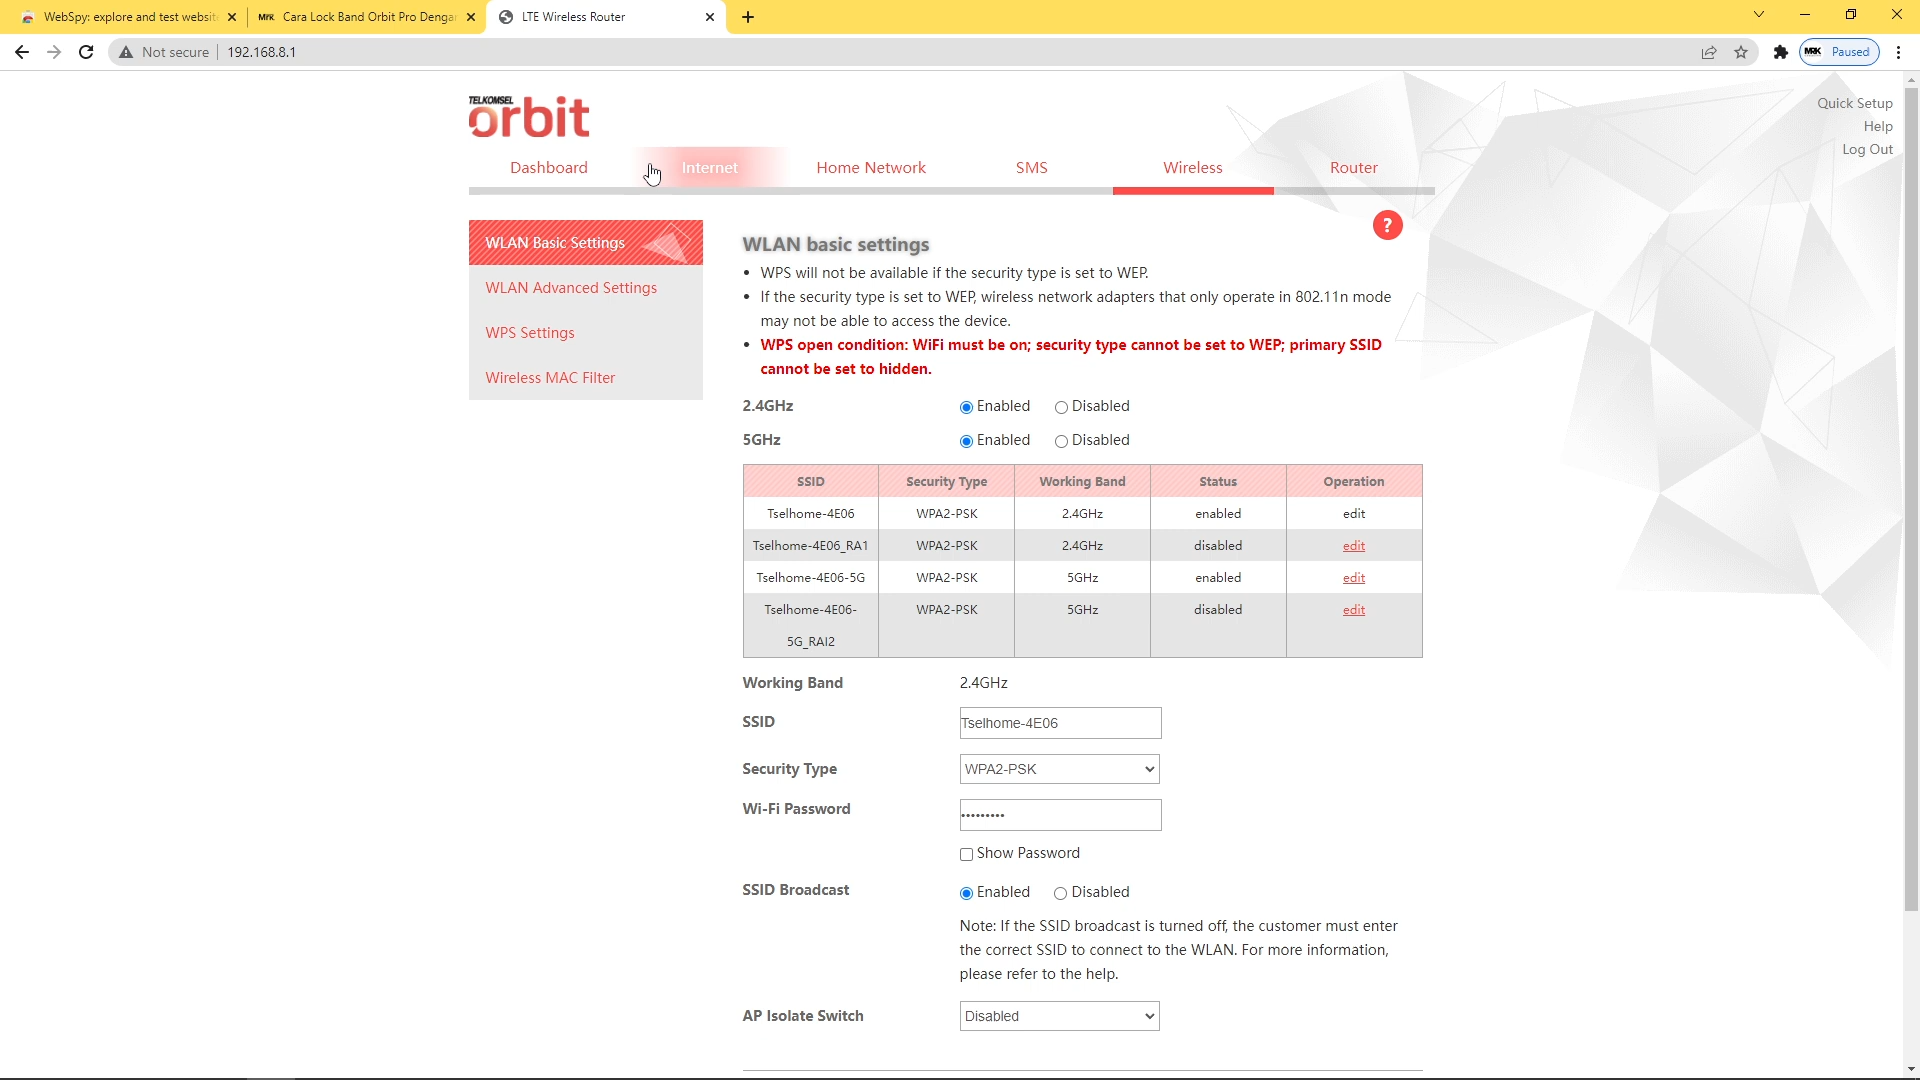 WebSpy: explore and test websit
MRK Cara Lock Band Orbit Pro Dengar
LTE Wireless Router
Not secure
192.168.8.1
MRK Paused
TELKOMSEL
orbit
Quick Setup
Help
Log Out
Dashboard
Internet
Home Network
SMS
Wireless
Router
WLAN Basic Settings
WLAN Advanced Settings
WPS Settings
Wireless MAC Filter
?
WLAN basic settings
• WPS will not be available if the security type is set to WEP.
• If the security type is set to WEP, wireless network adapters that only operate in 802.11n mode
may not be able to access the device.
• WPS open condition: WiFi must be on; security type cannot be set to WEP; primary SSID
cannot be set to hidden.
2.4GHz Enabled Disabled
5GHz Enabled Disabled
SSID Security Type Working Band Status Operation
Tselhome-4E06 WPA2-PSK 2.4GHz enabled edit
Tselhome-4E06_RA1 WPA2-PSK 2.4GHz disabled edit
Tselhome-4E06-5G WPA2-PSK 5GHz enabled edit
Tselhome-4E06- WPA2-PSK 5GHz disabled edit
5G_RAI2
Working Band 2.4GHz
SSID Tselhome-4E06
Security Type WPA2-PSK
Wi-Fi Password •••••••••
Show Password
SSID Broadcast Enabled Disabled
Note: If the SSID broadcast is turned off, the customer must enter
the correct SSID to connect to the WLAN. For more information,
please refer to the help.
AP Isolate Switch Disabled